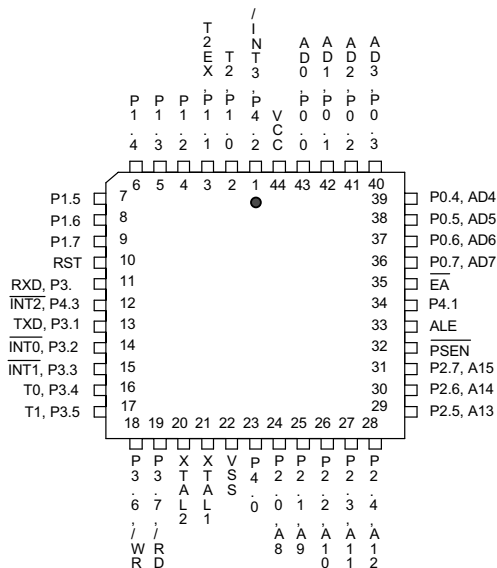 P1.4
P1.3
P1.2
T2EX,P1.1
T2,P1.0
/INT3,P4.2
VCC
AD0,P0.0
AD1,P0.1
AD2,P0.2
AD3,P0.3
6 5 4 3 2 1 44 43 42 41 40
P1.5 7
P1.6 8
P1.7 9
RST 10
RXD, P3. 11
INT2, P4.3 12
TXD, P3.1 13
INT0, P3.2 14
INT1, P3.3 15
T0, P3.4 16
T1, P3.5 17
39 P0.4, AD4
38 P0.5, AD5
37 P0.6, AD6
36 P0.7, AD7
35 EA
34 P4.1
33 ALE
32 PSEN
31 P2.7, A15
30 P2.6, A14
29 P2.5, A13
18 19 20 21 22 23 24 25 26 27 28
P3.6,/WR
P3.7,/RD
XTAL2
XTAL1
VSS
P4.0
P2.0,A8
P2.1,A9
P2.2,A10
P2.3,A11
P2.4,A12